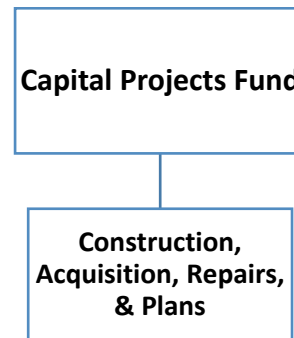 Capital Projects Fund
Construction,
Acquisition, Repairs,
& Plans